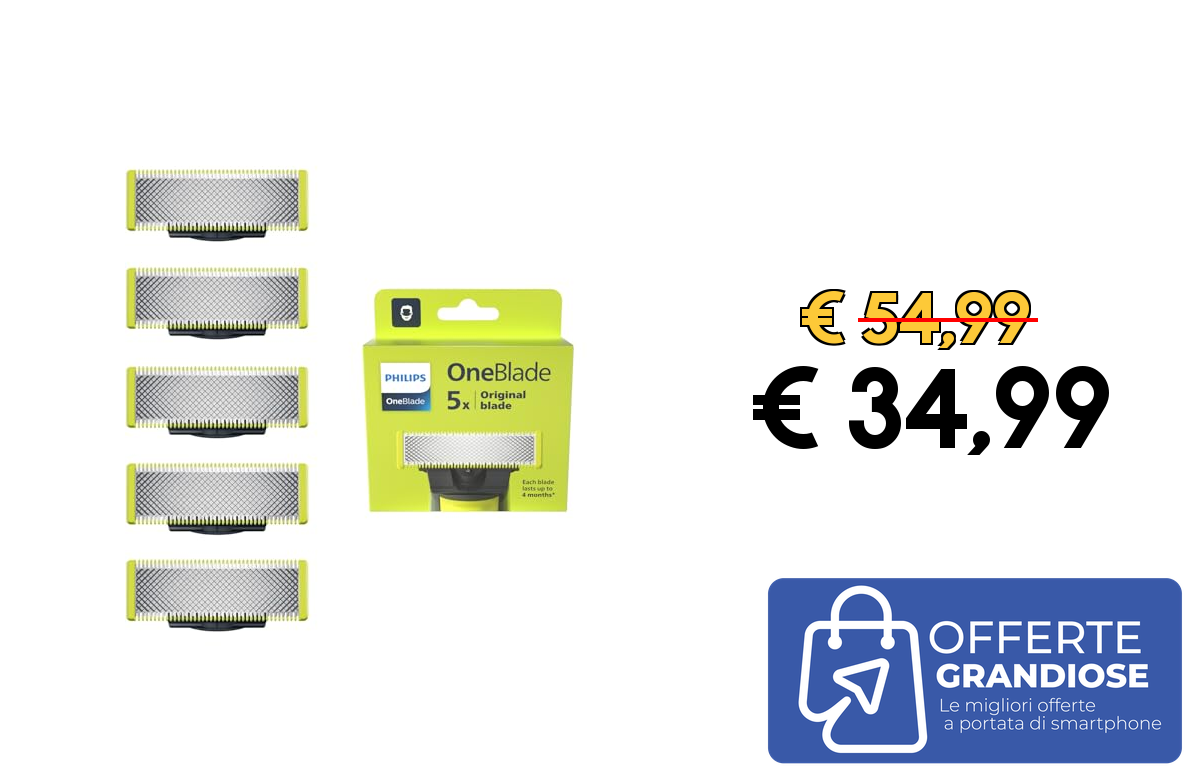 PHILIPS
OneBlade
OneBlade
5x Original
blade
Each blade
lasts up to
4 months*
€ 54,99
€ 34,99
OFFERTE
GRANDIOSE
Le migliori offerte
a portata di smartphone